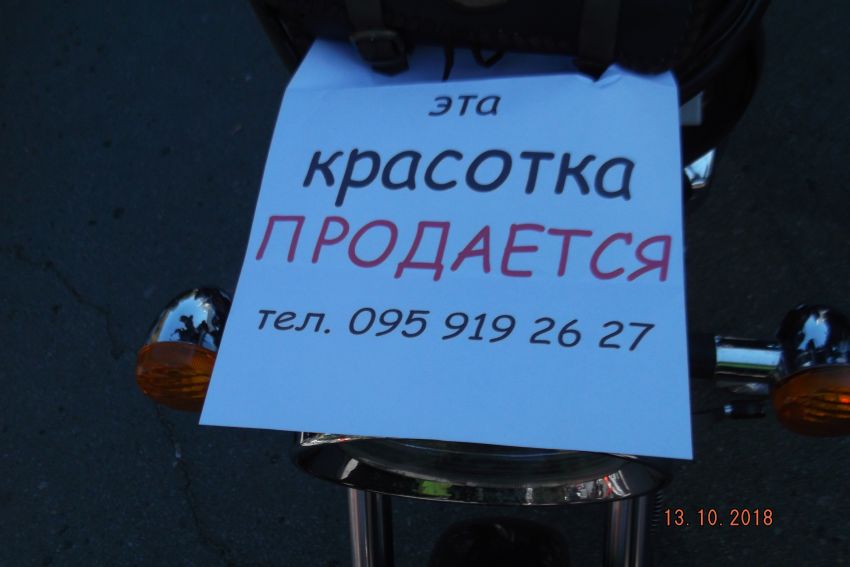 эта
красотка
ПРОДАЕТСЯ
тел. 095 919 26 27
13.10.2018